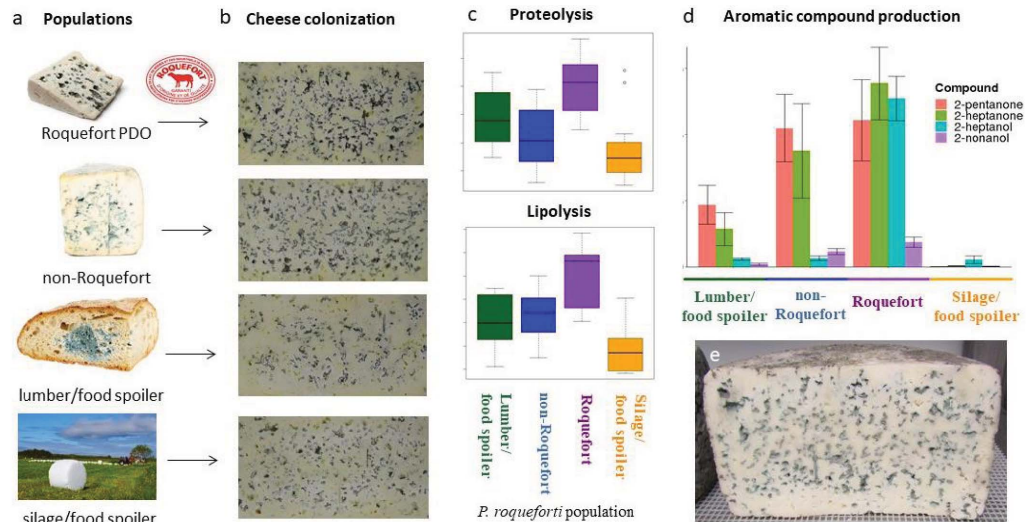 a
Populations
ROQUEFORT
Roquefort PDO
non-Roquefort
lumber/food spoiler
silage/food spoiler
b
Cheese colonization
c
Proteolysis
Lipolysis
Lumber/
food spoiler
non-Roquefort
Roquefort
Silage/
food spoiler
P. roqueforti population
d
Aromatic compound production
Compound
2-pentanone
2-heptanone
2-heptanol
2-nonanol
Lumber/
food spoiler
non-
Roquefort
Roquefort
Silage/
food spoiler
e